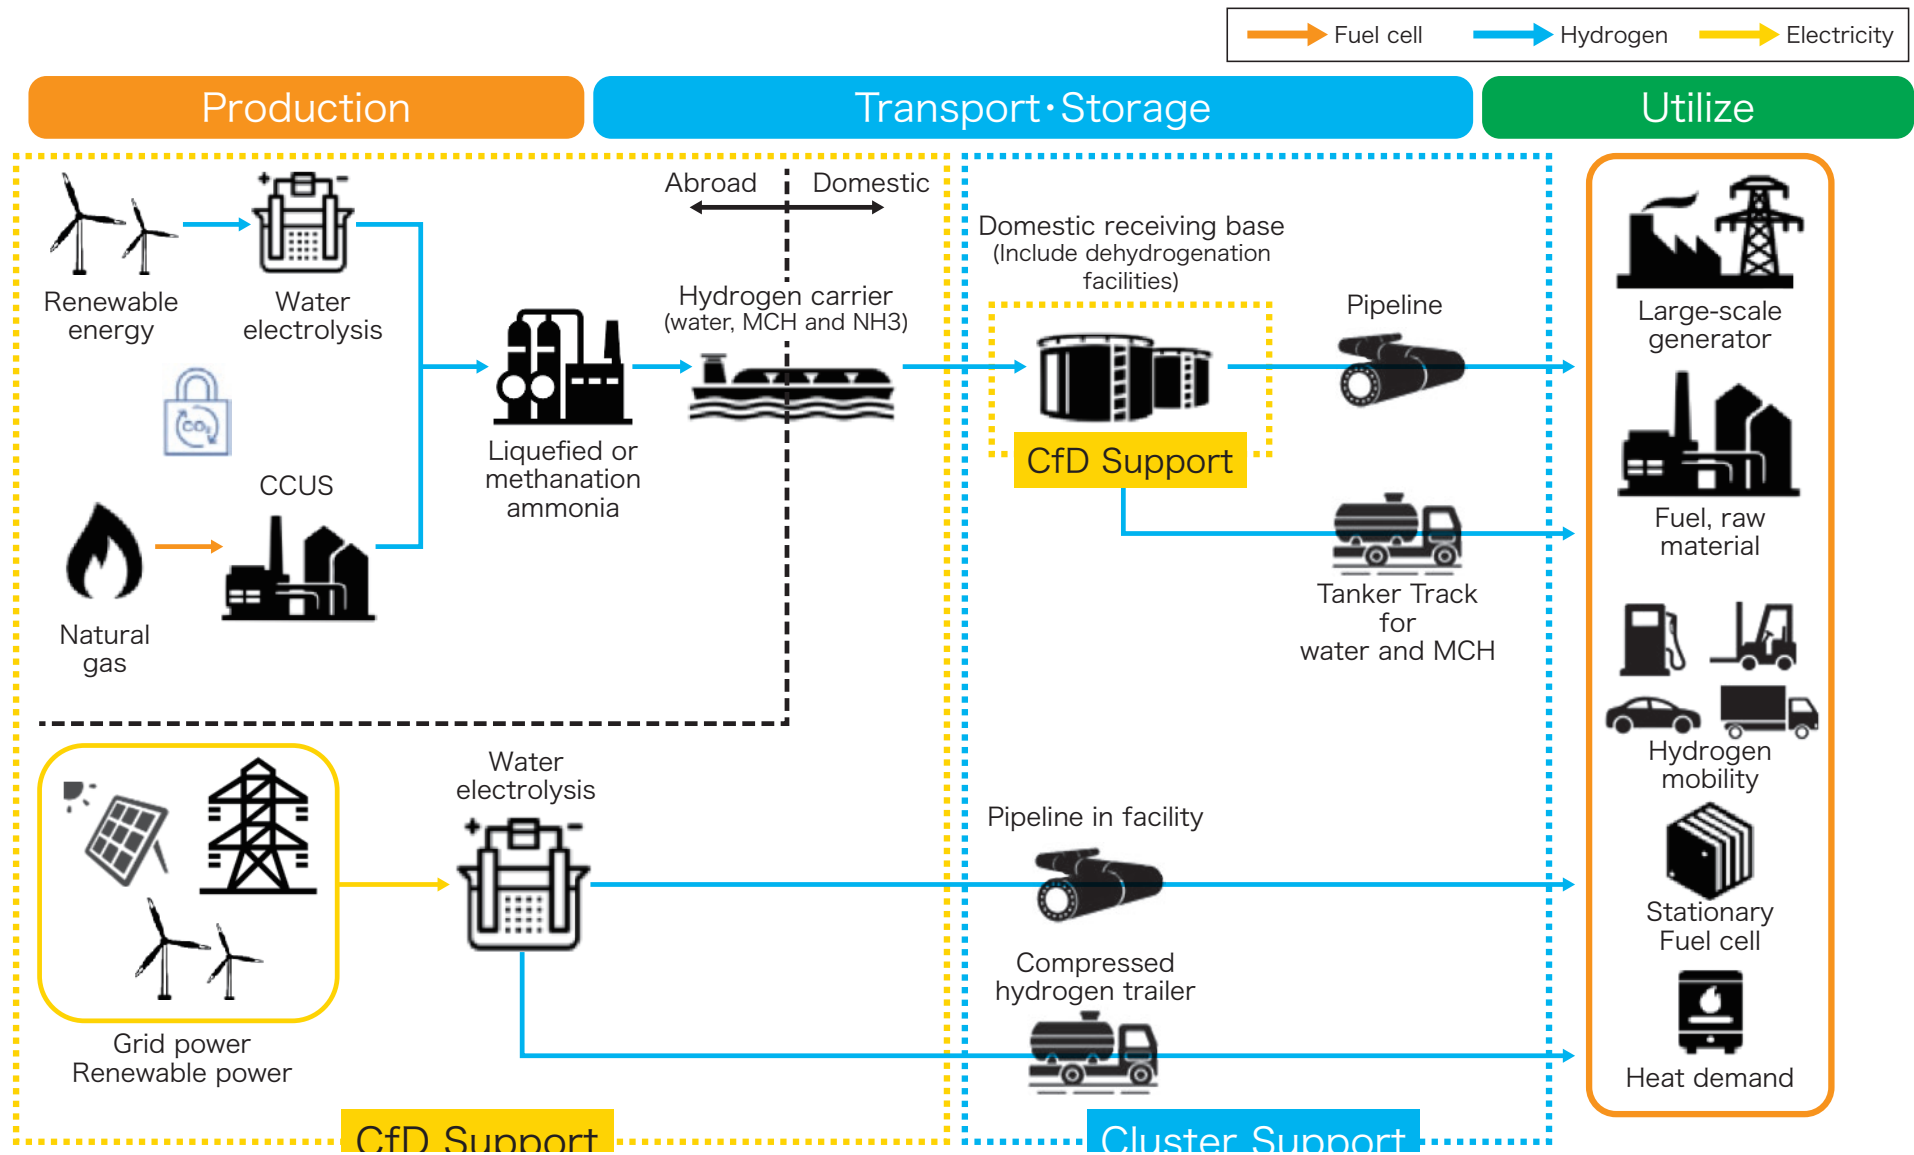 Fuel cell
Hydrogen
Electricity
Production
Transport・Storage
Utilize
Abroad
Domestic
Renewable
energy
+ −
Water
electrolysis
CO₂
Natural
gas
CCUS
Liquefied or
methanation
ammonia
Hydrogen carrier
(water, MCH and NH3)
Domestic receiving base
(Include dehydrogenation
facilities)
CfD Support
Pipeline
Tanker Track
for
water and MCH
Large-scale
generator
Fuel, raw
material
Hydrogen
mobility
Stationary
Fuel cell
Heat demand
Grid power
Renewable power
Water
electrolysis
+ −
Pipeline in facility
Compressed
hydrogen trailer
CfD Support
Cluster Support